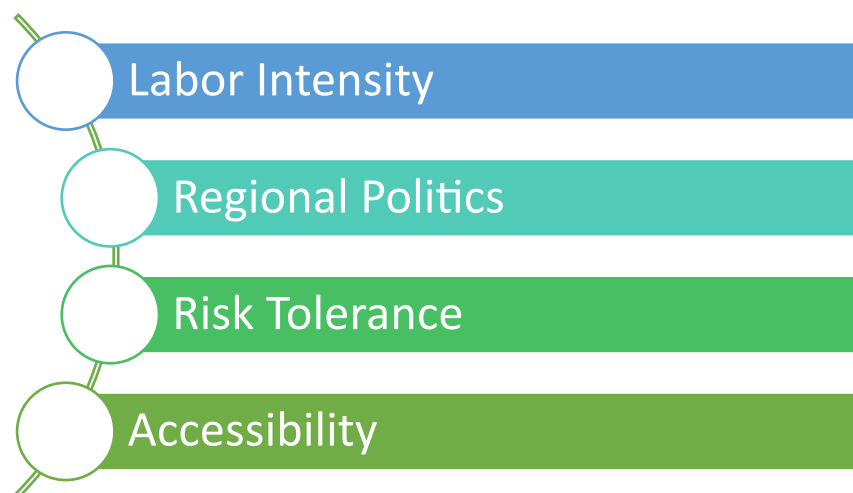 Labor Intensity
Regional Politics
Risk Tolerance
Accessibility